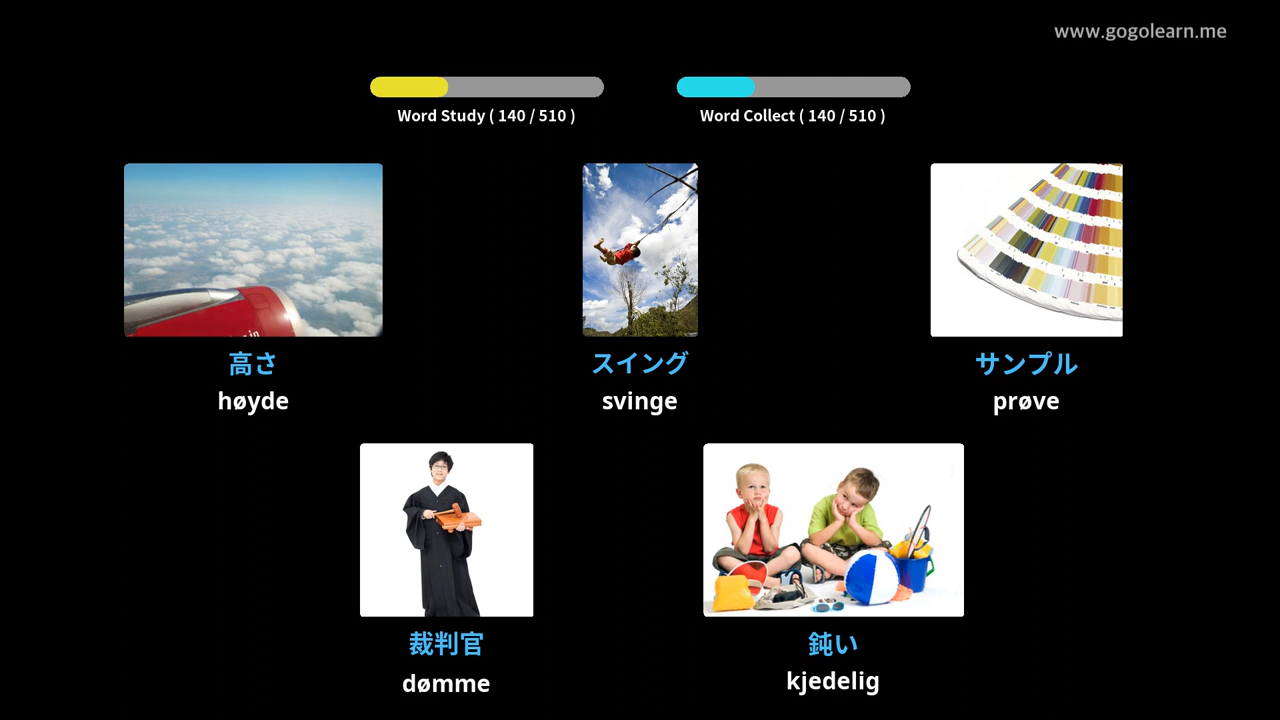 www.gogolearn.me
Word Study ( 140 / 510 )
Word Collect ( 140 / 510 )
高さ
høyde
スイング
svinge
サンプル
prøve
裁判官
dømme
鈍い
kjedelig